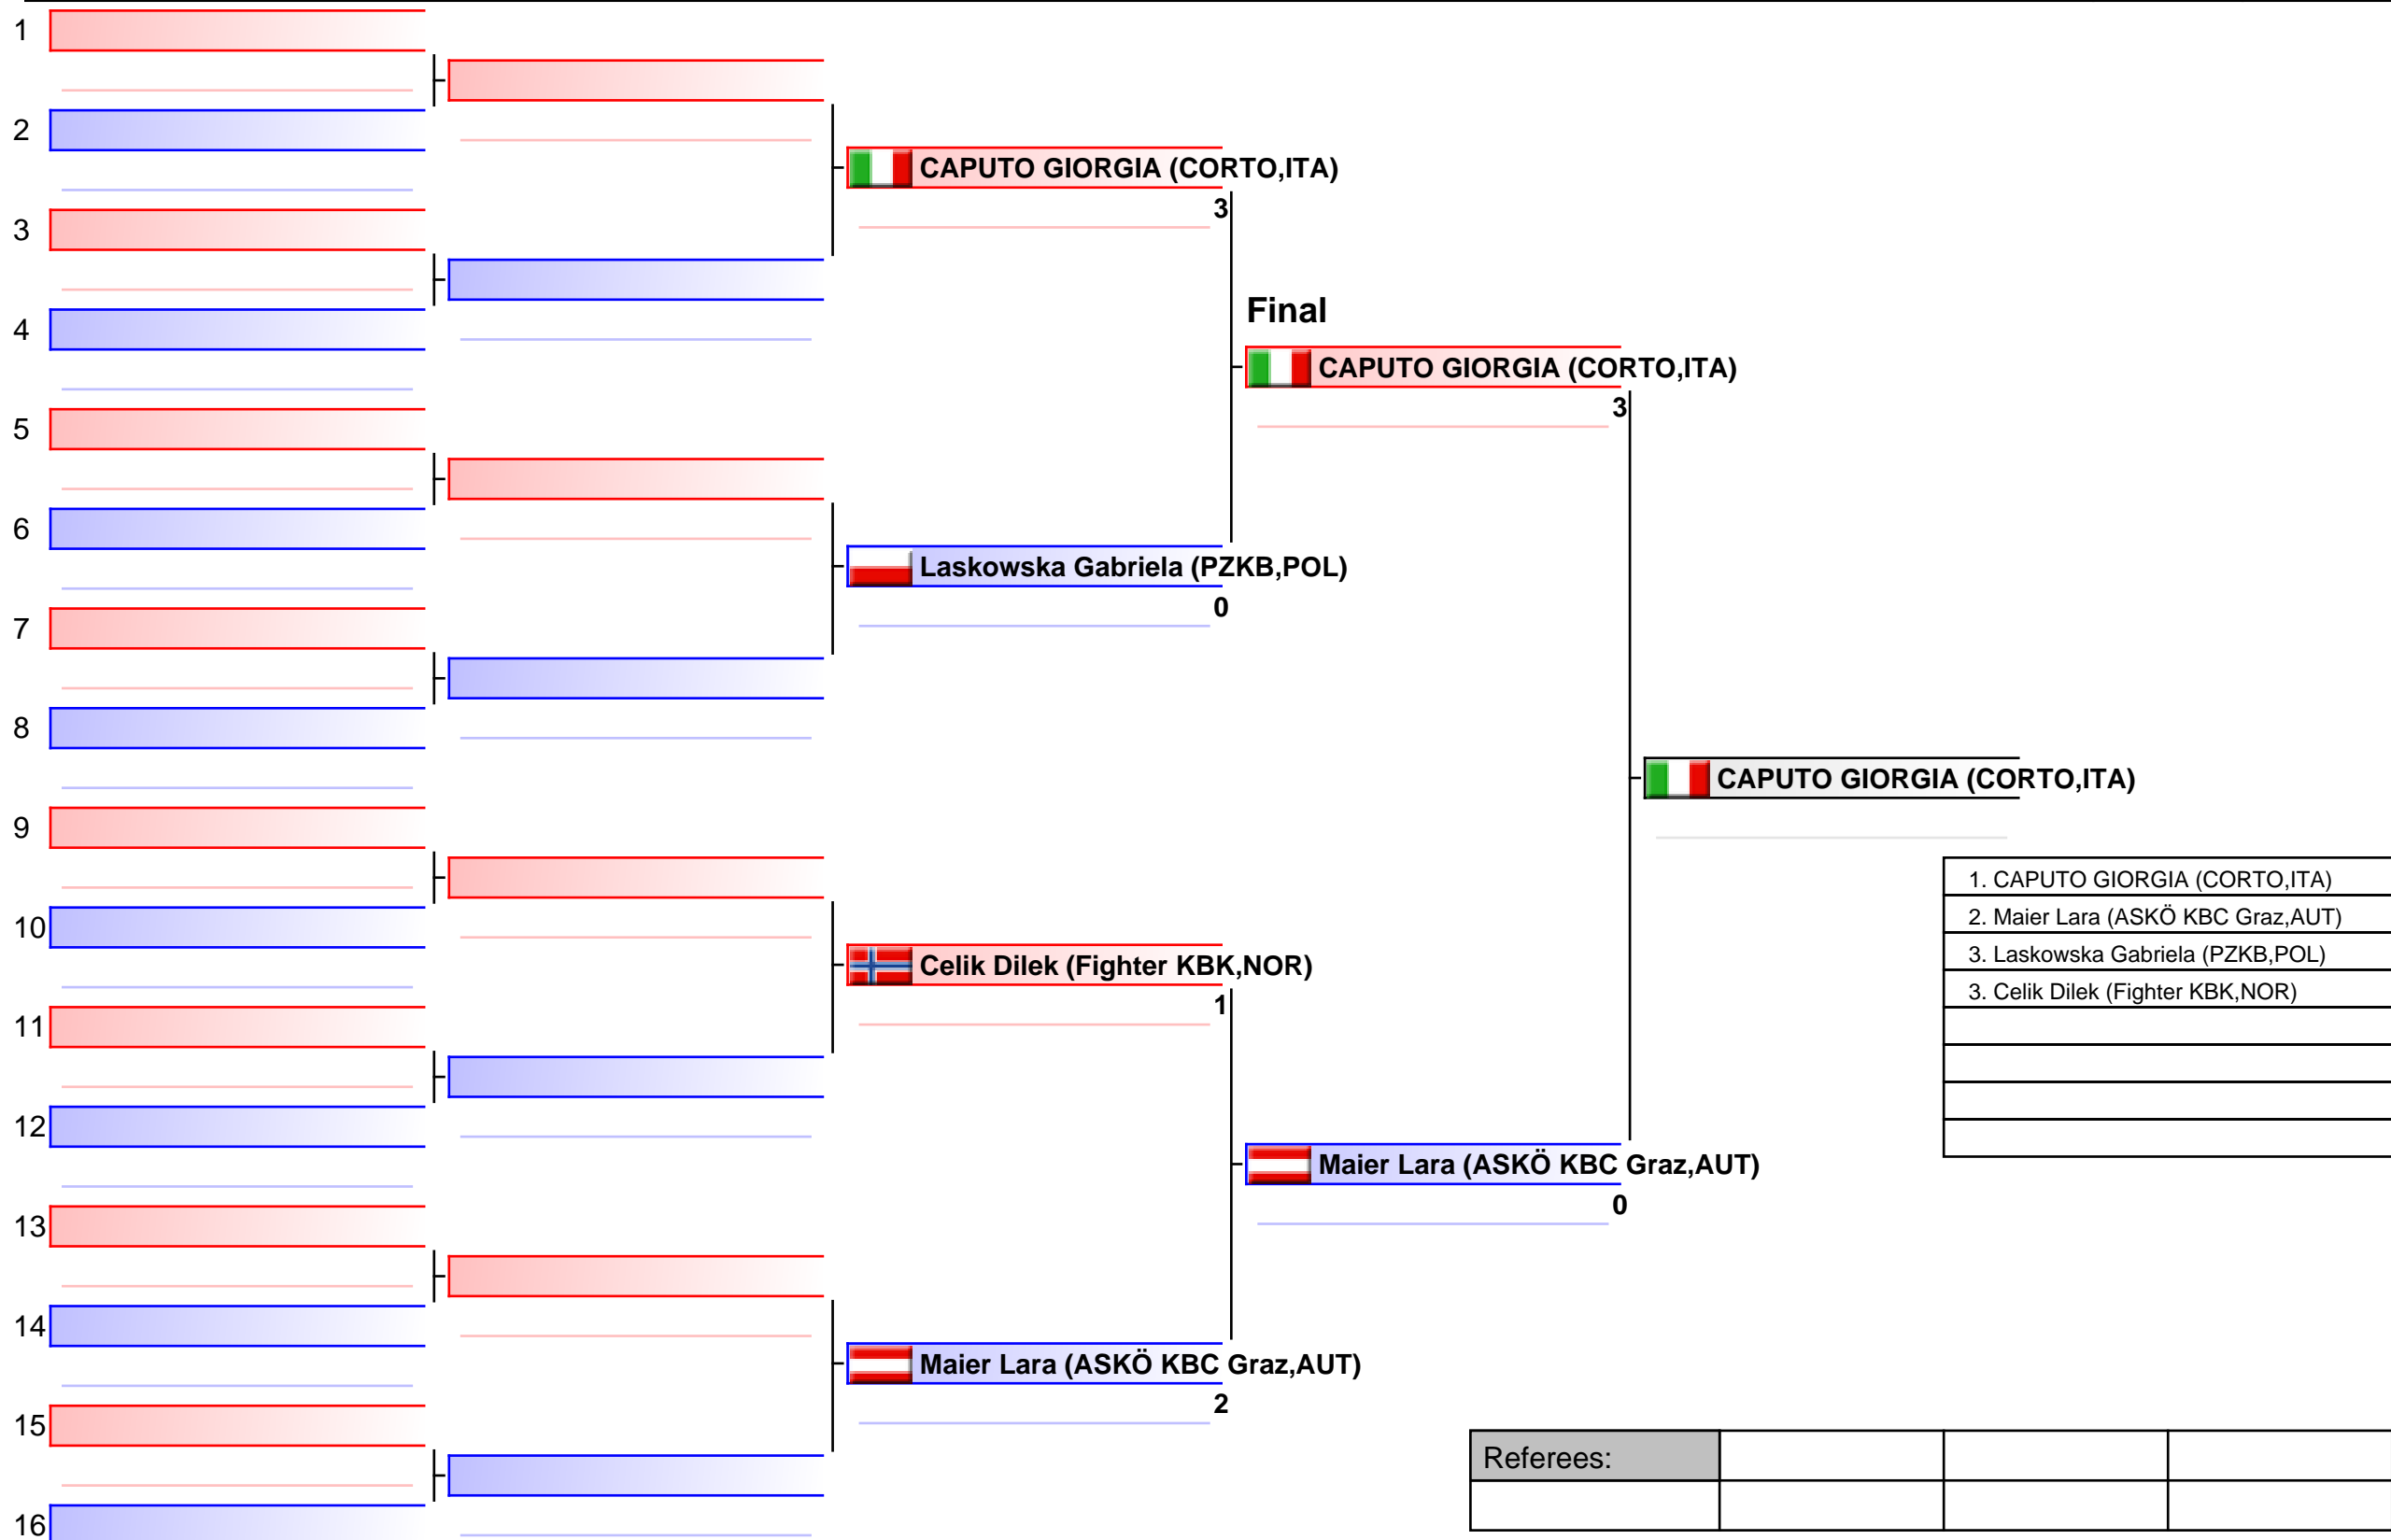 1
2
3
4
5
6
7
8
9
10
11
12
13
14
15
16
CAPUTO GIORGIA (CORTO,ITA)
3
Laskowska Gabriela (PZKB,POL)
0
Celik Dilek (Fighter KBK,NOR)
1
Maier Lara (ASKÖ KBC Graz,AUT)
2
Final
CAPUTO GIORGIA (CORTO,ITA)
3
Maier Lara (ASKÖ KBC Graz,AUT)
0
CAPUTO GIORGIA (CORTO,ITA)
1. CAPUTO GIORGIA (CORTO,ITA)
2. Maier Lara (ASKÖ KBC Graz,AUT)
3. Laskowska Gabriela (PZKB,POL)
3. Celik Dilek (Fighter KBK,NOR)
Referees: